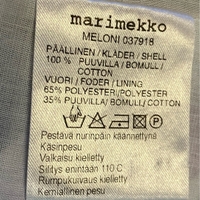 marimekko
MELONI 037918
PÄÄLLINEN / KLÄDER / SHELL
100 % PUUVILLA / BOMULL /
COTTON
VUORI / FODER / LINING
65% POLYESTER /POLYESTER
35% PUUVILLA / BOMULL /
COTTON
Pestävä nurinpäin käännettynä
Käsinpesu
Valkaisu kielletty
Silitys enintään 110 C
Rumpukuivaus kielletty
Kemiallinen pesu